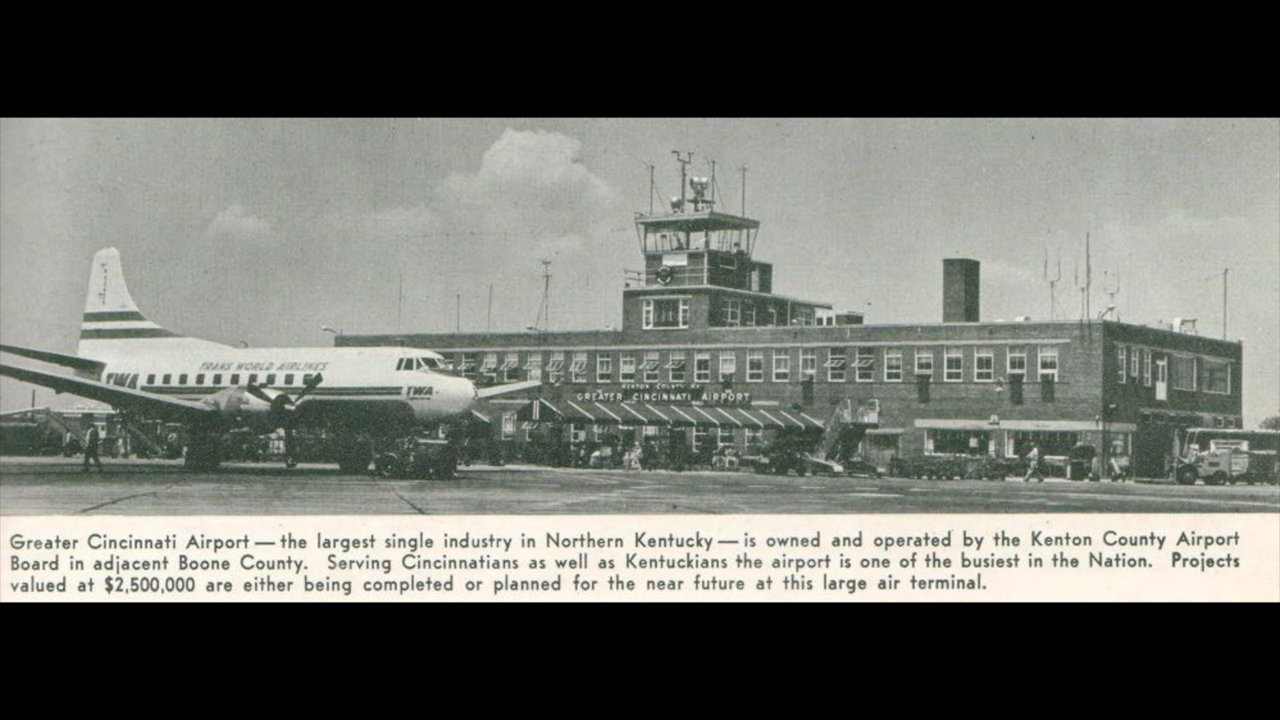 TRANS WORLD AIRLINES
TWA
TWA
KENTON COUNTY KY.
GREATER CINCINNATI AIRPORT
Greater Cincinnati Airport — the largest single industry in Northern Kentucky — is owned and operated by the Kenton County Airport
Board in adjacent Boone County. Serving Cincinnatians as well as Kentuckians the airport is one of the busiest in the Nation. Projects
valued at $2,500,000 are either being completed or planned for the near future at this large air terminal.